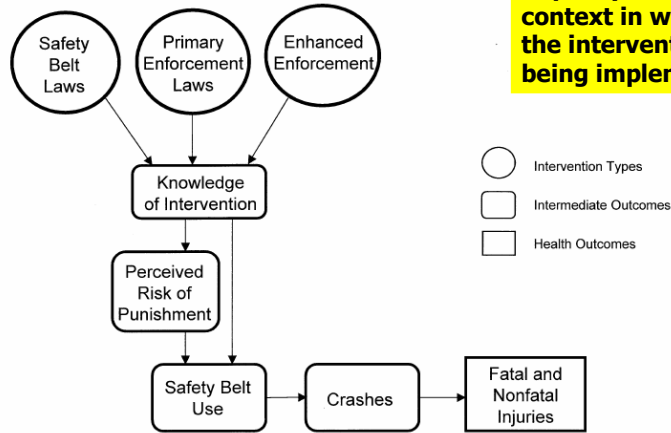 context in w
the intervent
being implem
Safety
Belt
Laws
Primary
Enforcement
Laws
Enhanced
Enforcement
Knowledge
of Intervention
Perceived
Risk of
Punishment
Safety Belt
Use
Crashes
Fatal and
Nonfatal
Injuries
Intervention Types
Intermediate Outcomes
Health Outcomes